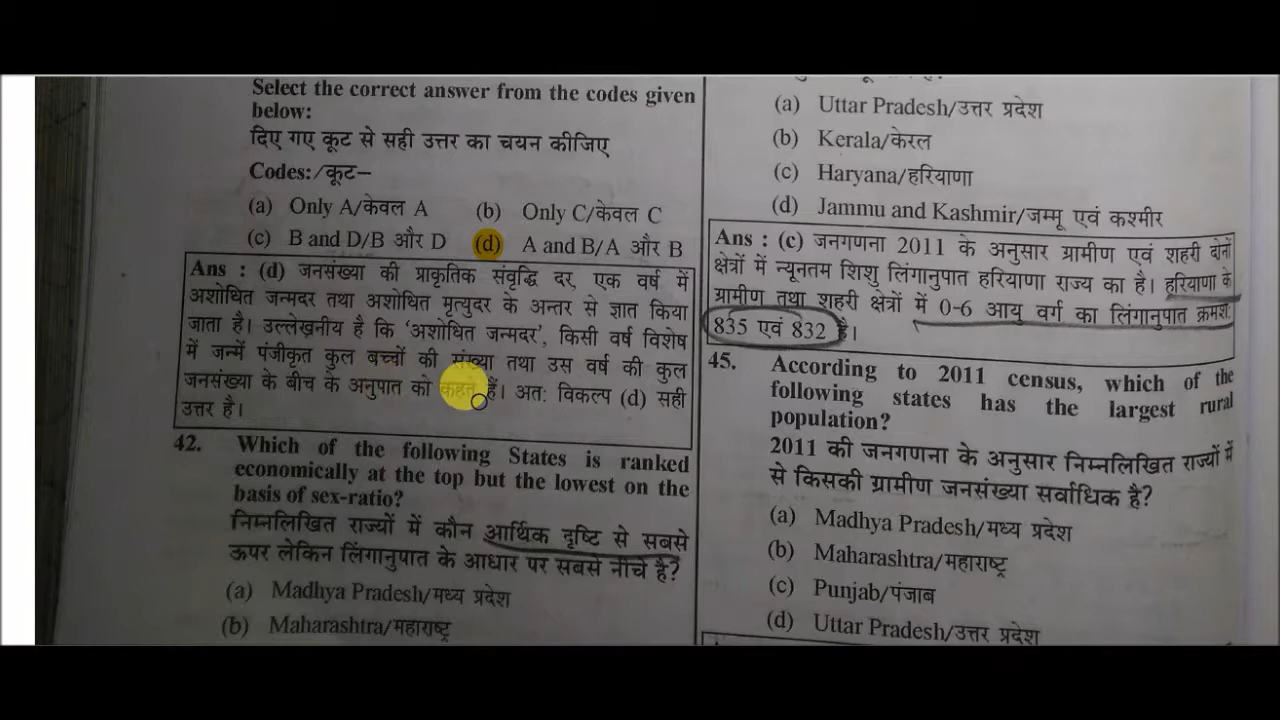 Select the correct answer from the codes given
below:
दिए गए कूट से सही उत्तर का चयन कीजिए
Codes:/कूट–
(a) Only A/केवल A (b) Only C/केवल C
(c) B and D/B और D (d) A and B/A और B
Ans : (d) जनसंख्या की प्राकृतिक संवृद्धि दर, एक वर्ष में
अशोधित जन्मदर तथा अशोधित मृत्युदर के अन्तर से ज्ञात किया
जाता है। उल्लेखनीय है कि ‘अशोधित जन्मदर’, किसी वर्ष विशेष
में जन्में पंजीकृत कुल बच्चों की संख्या तथा उस वर्ष की कुल
जनसंख्या के बीच के अनुपात को कहते हैं। अत: विकल्प (d) सही
उत्तर है।
42. Which of the following States is ranked
economically at the top but the lowest on the
basis of sex-ratio?
निम्नलिखित राज्यों में कौन आर्थिक दृष्टि से सबसे
ऊपर लेकिन लिंगानुपात के आधार पर सबसे नीचे है?
(a) Madhya Pradesh/मध्य प्रदेश
(b) Maharashtra/महाराष्ट्र
(a) Uttar Pradesh/उत्तर प्रदेश
(b) Kerala/केरल
(c) Haryana/हरियाणा
(d) Jammu and Kashmir/जम्मू एवं कश्मीर
Ans : (c) जनगणना 2011 के अनुसार ग्रामीण एवं शहरी दोनों
क्षेत्रों में न्यूनतम शिशु लिंगानुपात हरियाणा राज्य का है। हरियाणा के
ग्रामीण तथा शहरी क्षेत्रों में 0-6 आयु वर्ग का लिंगानुपात क्रमश:
835 एवं 832 है।
45. According to 2011 census, which of the
following states has the largest rural
population?
2011 की जनगणना के अनुसार निम्नलिखित राज्यों में
से किसकी ग्रामीण जनसंख्या सर्वाधिक है?
(a) Madhya Pradesh/मध्य प्रदेश
(b) Maharashtra/महाराष्ट्र
(c) Punjab/पंजाब
(d) Uttar Pradesh/उत्तर प्रदेश